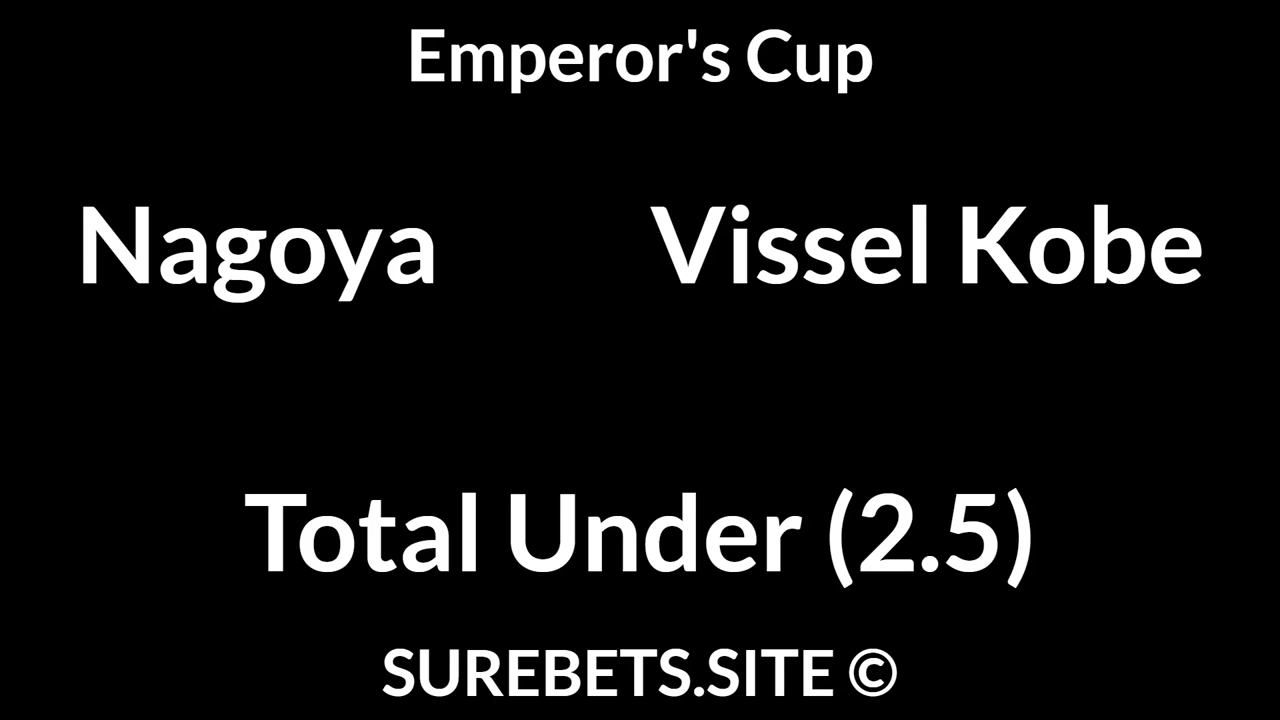 Emperor's Cup
Nagoya Vissel Kobe
Total Under (2.5)
SUREBETS.SITE ©